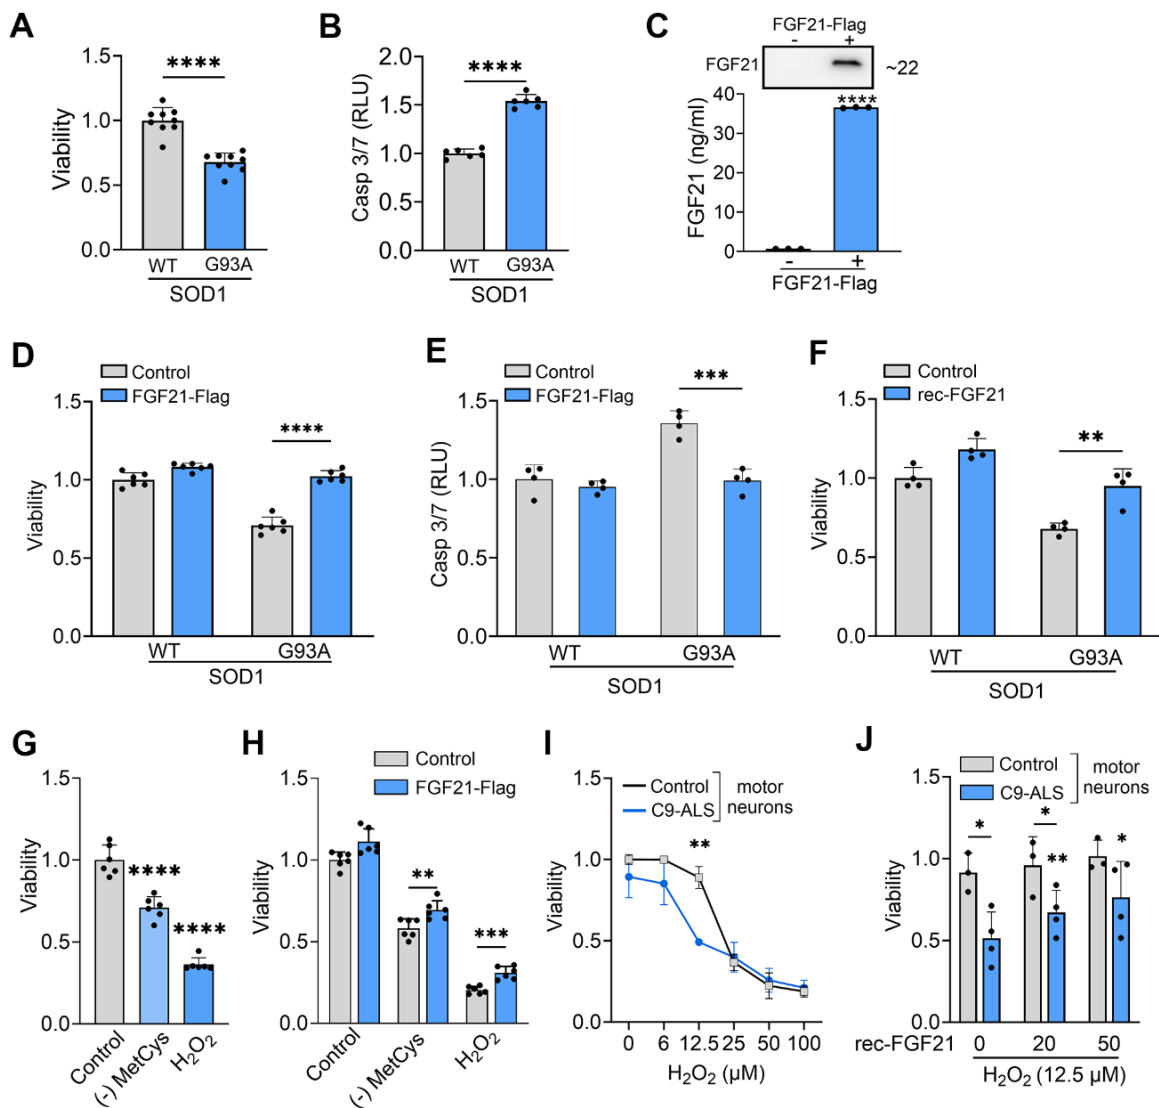 A
Viability
1.5
1.0
0.5
0.0
****
WT
G93A
SOD1
B
Casp 3/7 (RLU)
2.0
1.5
1.0
0.5
0.0
****
WT
G93A
SOD1
C
FGF21-Flag
-
+
FGF21
~22
FGF21 (ng/ml)
40
30
20
10
0
****
-
+
FGF21-Flag
D
Control
FGF21-Flag
Viability
1.5
1.0
0.5
0.0
****
WT
G93A
SOD1
E
Control
FGF21-Flag
Casp 3/7 (RLU)
1.5
1.0
0.5
0.0
***
WT
G93A
SOD1
F
Control
rec-FGF21
Viability
1.5
1.0
0.5
0.0
**
WT
G93A
SOD1
G
Viability
1.5
1.0
0.5
0.0
****
****
Control
(-) MetCys
H₂O₂
H
Control
FGF21-Flag
Viability
1.5
1.0
0.5
0.0
**
***
Control
(-) MetCys
H₂O₂
I
Control
C9-ALS
motor
neurons
Viability
1.5
1.0
0.5
0.0
**
0
6
12.5
25
50
100
H₂O₂ (µM)
J
Control
C9-ALS
motor
neurons
Viability
1.5
1.0
0.5
0.0
*
*
**
*
rec-FGF21
0
20
50
H₂O₂ (12.5 µM)